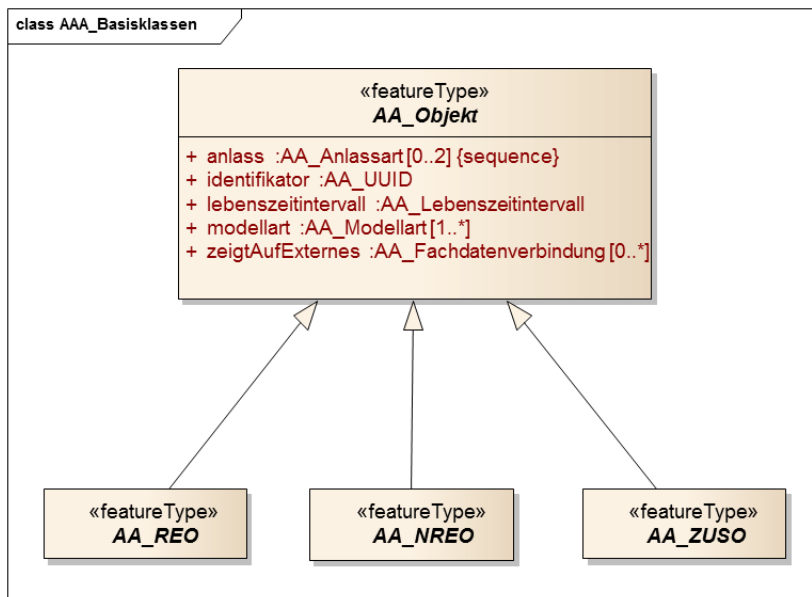 class AAA_Basisklassen
«featureType»
AA_Objekt
+ anlass :AA_Anlassart [0..2] {sequence}
+ identifikator :AA_UUID
+ lebenszeitintervall :AA_Lebenszeitintervall
+ modellart :AA_Modellart [1..*]
+ zeigtAufExternes :AA_Fachdatenverbindung [0..*]
«featureType»
AA_REO
«featureType»
AA_NREO
«featureType»
AA_ZUSO